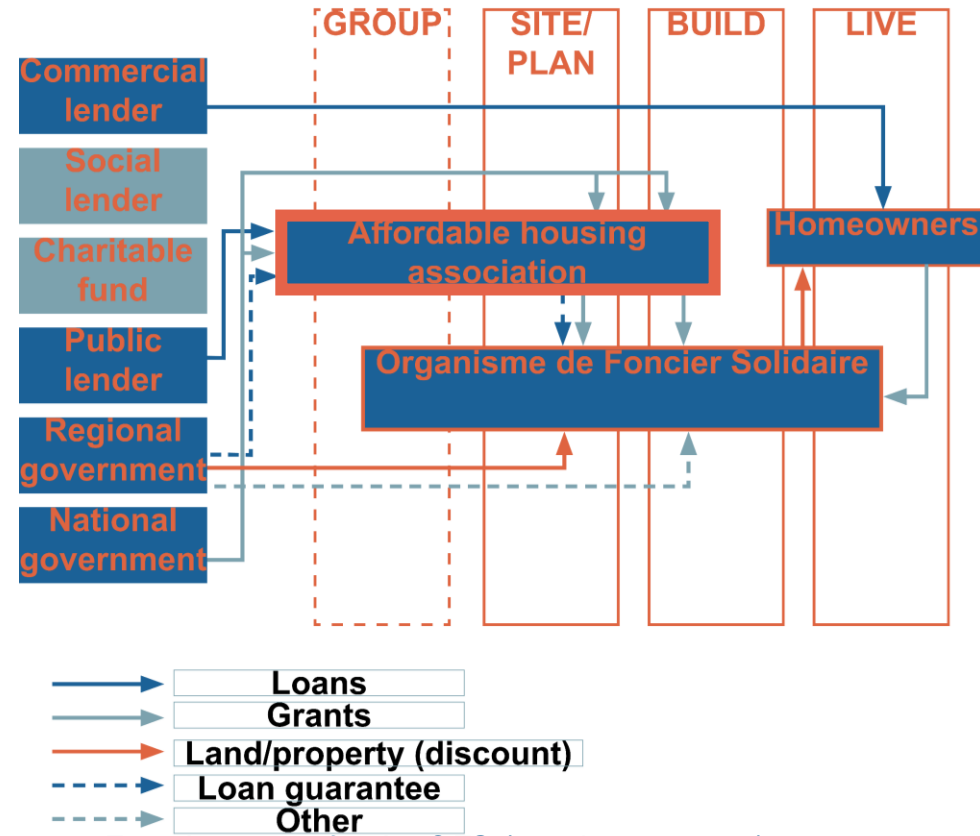 GROUP
SITE/
PLAN
BUILD
LIVE
Commercial
lender
Social
lender
Charitable
fund
Public
lender
Regional
government
National
government
Affordable housing
association
Homeowners
Organisme de Foncier Solidaire
Loans
Grants
Land/property (discount)
Loan guarantee
Other